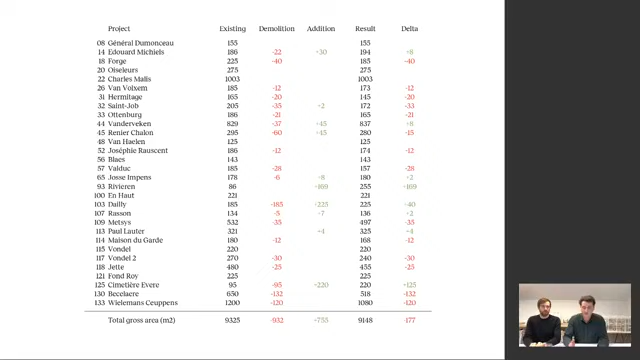 Project Existing Demolition Addition Result Delta
08 Général Dumonceau 155 155
14 Edouard Michiels 186 -22 +30 194 +8
18 Forge 225 -40 185 -40
20 Oiseleurs 275 275
22 Charles Malis 1003 1003
26 Van Volxem 185 -12 173 -12
31 Hermitage 165 -20 145 -20
32 Saint-Job 205 -35 +2 172 -33
33 Ottenburg 186 -21 165 -21
44 Vanderveken 829 -37 +45 837 +8
45 Renier Chalon 295 -60 +45 280 -15
48 Van Haelen 125 125
52 Joséphie Rauscent 186 -12 174 -12
56 Blaes 143 143
57 Valduc 185 -28 157 -28
65 Josse Impens 178 -6 +8 180 +2
93 Rivieren 86 +169 255 +169
100 En Haut 221 221
103 Dailly 185 -185 +225 225 +40
107 Rasson 134 -5 +7 136 +2
109 Metsys 532 -35 497 -35
113 Paul Lauter 321 +4 325 +4
114 Maison du Garde 180 -12 168 -12
115 Vondel 220 220
117 Vondel 2 270 -30 240 -30
118 Jette 480 -25 455 -25
121 Fond Roy 225 225
125 Cimetière Evere 95 -95 +220 220 +125
130 Becelaere 650 -132 518 -132
133 Wielemans Ceuppens 1200 -120 1080 -120
Total gross area (m2) 9325 -932 +755 9148 -177